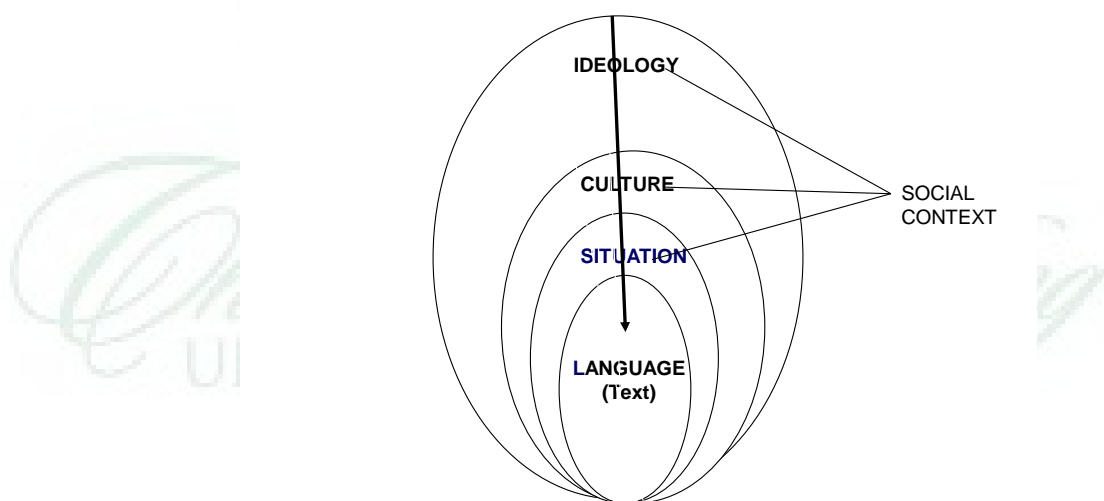 IDEOLOGY
CULTURE
SITUATION
LANGUAGE
(Text)
SOCIAL
CONTEXT